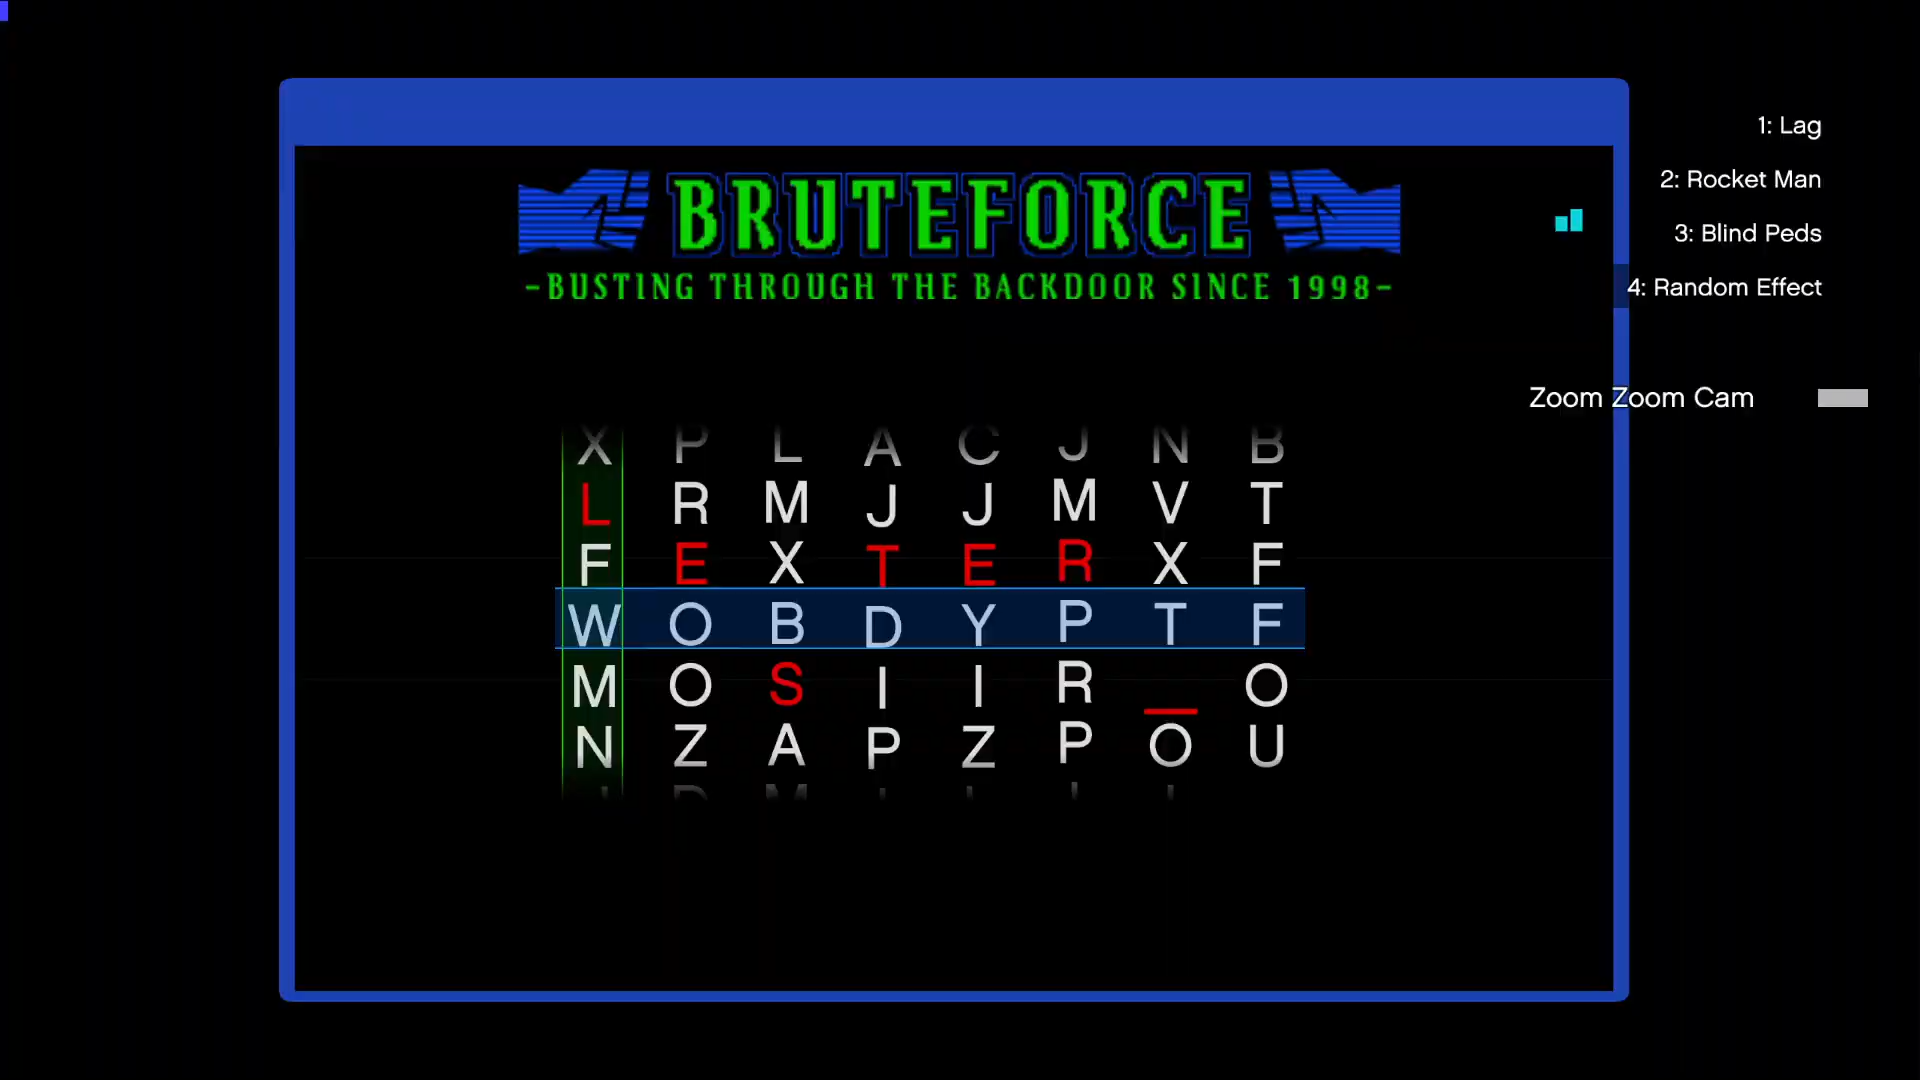 1: Lag
2: Rocket Man
3: Blind Peds
4: Random Effect
Zoom Zoom Cam
BRUTEFORCE
-BUSTING THROUGH THE BACKDOOR SINCE 1998-
X P L A C J N B
L R M J J M V T
F E X T E R X F
W O B D Y P T F
M O S I I R _ O
N Z A P Z P O U